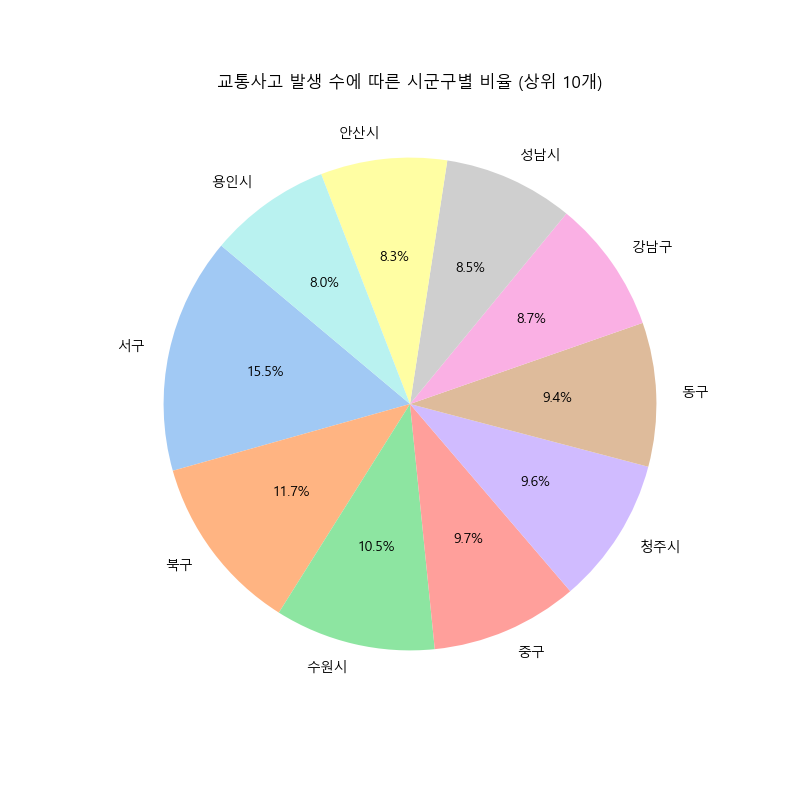 교통사고 발생 수에 따른 시군구별 비율 (상위 10개)
안산시
성남시
용인시
강남구
8.3%
8.5%
8.0%
8.7%
서구
15.5%
9.4%
동구
11.7%
9.6%
10.5%
9.7%
청주시
북구
중구
수원시